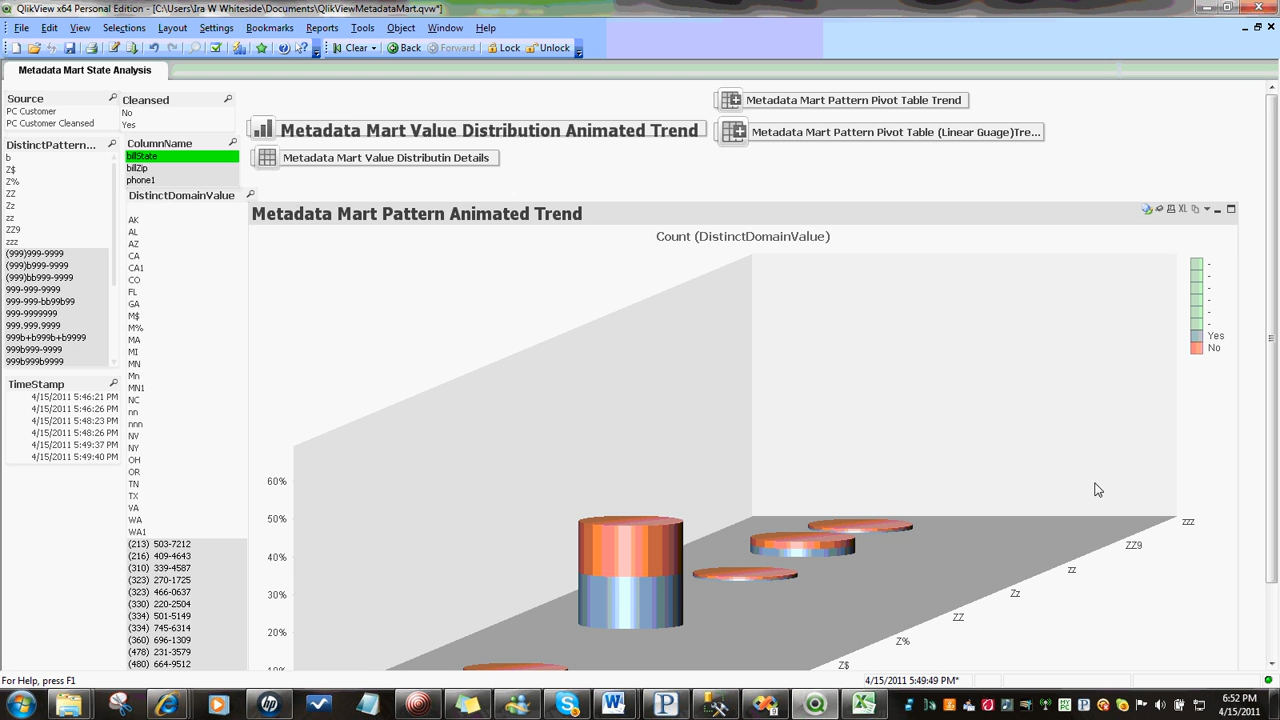 QlikView x64 Personal Edition - [C:\Users\Ira W Whiteside\Documents\QlikViewMetadataMart.qvw*]
File Edit View Selections Layout Settings Bookmarks Reports Tools Object Window Help
Clear Back Forward Lock Unlock
Metadata Mart State Analysis
Source
PC Customer
PC Customer Cleansed
Cleansed
No
Yes
DistinctPattern...
b
Z$
Z%
ZZ
Zz
zz
ZZ9
zzz
(999)999-9999
(999)b999-9999
(999)bb999-9999
999-999-9999
999-999-bb99b99
999-9999999
999.999.9999
999b+b999b+b9999
999b999-9999
999b999b9999
TimeStamp
4/15/2011 5:46:21 PM
4/15/2011 5:46:26 PM
4/15/2011 5:48:23 PM
4/15/2011 5:48:26 PM
4/15/2011 5:49:37 PM
4/15/2011 5:49:40 PM
ColumnName
billState
billZip
phone1
DistinctDomainValue
AK
AL
AZ
CA
CA1
CO
FL
GA
M$
M%
MA
MI
MN
Mn
MN1
NC
nn
nnn
NV
NY
OH
OR
TN
TX
VA
WA
WA1
(213) 503-7212
(216) 409-4643
(310) 339-4587
(323) 270-1725
(323) 466-0637
(330) 220-2504
(334) 501-5149
(334) 745-6314
(360) 696-1309
(478) 231-3579
(480) 664-9512
Metadata Mart Value Distribution Animated Trend
Metadata Mart Value Distributin Details
Metadata Mart Pattern Pivot Table Trend
Metadata Mart Pattern Pivot Table (Linear Guage)Tre...
Metadata Mart Pattern Animated Trend
XL
Count (DistinctDomainValue)
-
-
-
-
-
-
Yes
No
60%
50%
40%
30%
20%
10%
zzz
ZZ9
zz
Zz
ZZ
Z%
Z$
For Help, press F1
4/15/2011 5:49:49 PM*
6:52 PM
4/15/2011